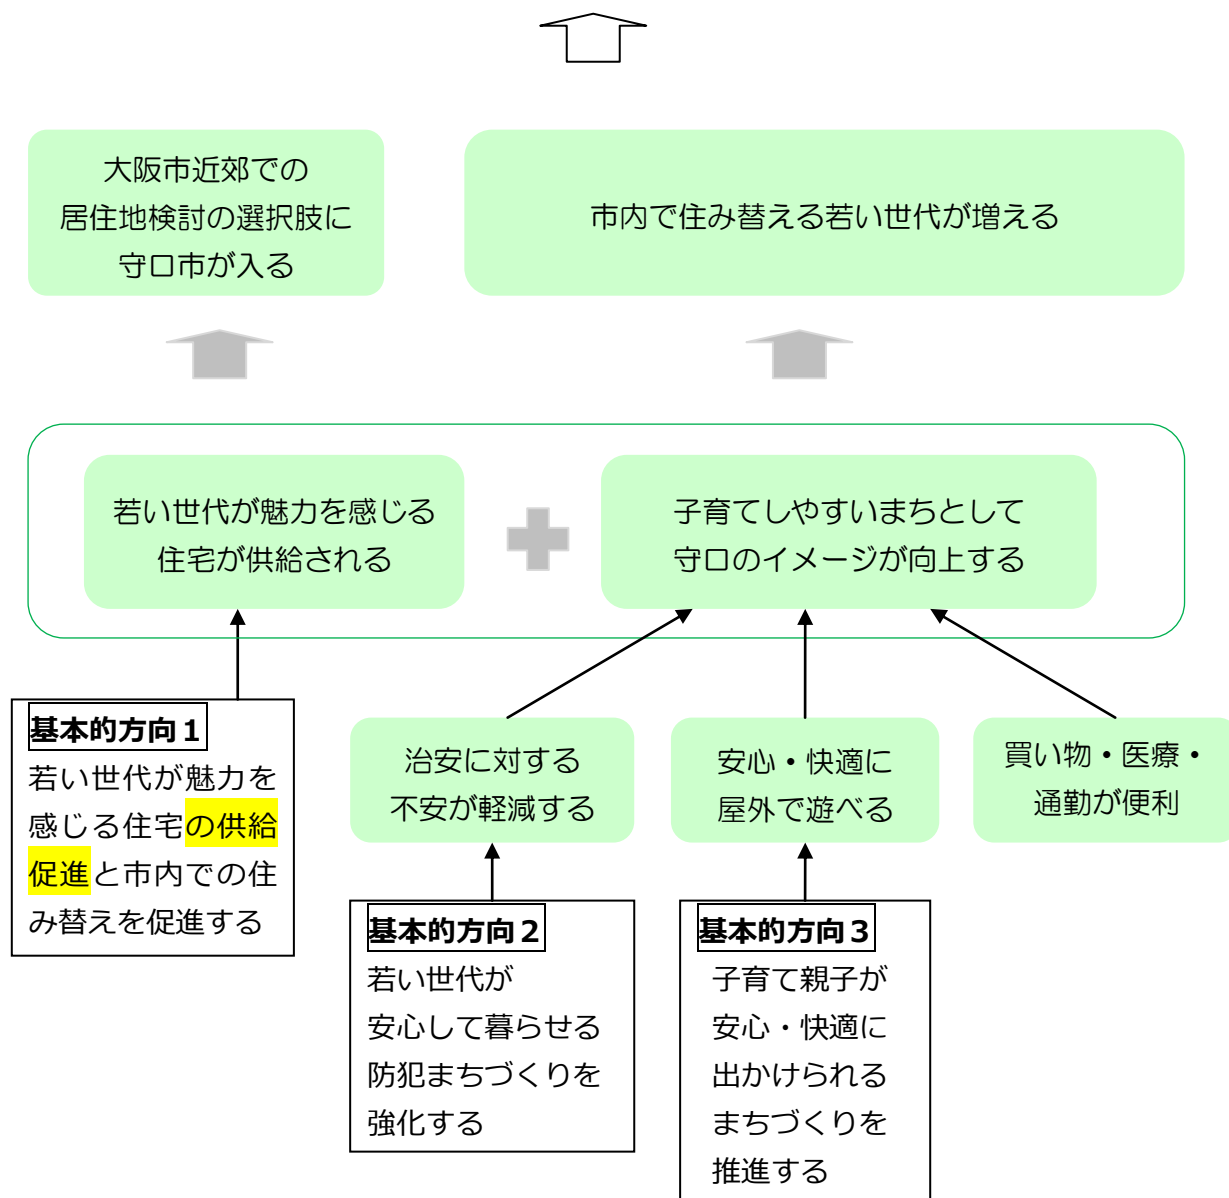 大阪市近郊での
居住地検討の選択肢に
守口市が入る
市内で住み替える若い世代が増える
若い世代が魅力を感じる
住宅が供給される
子育てしやすいまちとして
守口のイメージが向上する
基本的方向１
若い世代が魅力を
感じる住宅の供給
促進と市内での住
み替えを促進する
治安に対する
不安が軽減する
安心・快適に
屋外で遊べる
買い物・医療・
通勤が便利
基本的方向２
若い世代が
安心して暮らせる
防犯まちづくりを
強化する
基本的方向３
子育て親子が
安心・快適に
出かけられる
まちづくりを
推進する